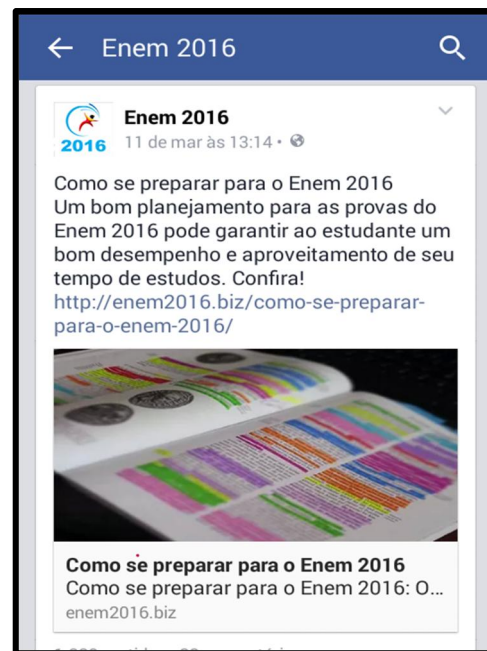 Enem 2016
2016
Enem 2016
11 de mar às 13:14 •
Como se preparar para o Enem 2016
Um bom planejamento para as provas do
Enem 2016 pode garantir ao estudante um
bom desempenho e aproveitamento de seu
tempo de estudos. Confira!
http://enem2016.biz/como-se-preparar-
para-o-enem-2016/
Como se preparar para o Enem 2016
Como se preparar para o Enem 2016: O...
enem2016.biz